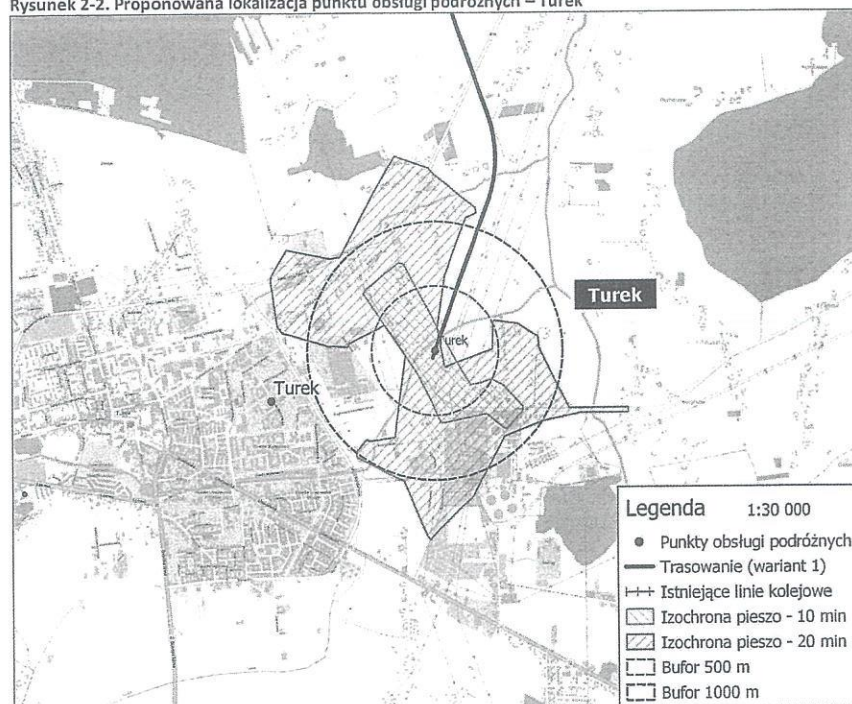 Rysunek 2-2. Proponowana lokalizacja punktu obsługi podróżnych – Turek
Turek
Turek
Turek
Legenda 1:30 000
Punkty obsługi podróżnych
Trasowanie (wariant 1)
Istniejące linie kolejowe
Izochrona pieszo - 10 min
Izochrona pieszo - 20 min
Bufor 500 m
Bufor 1000 m